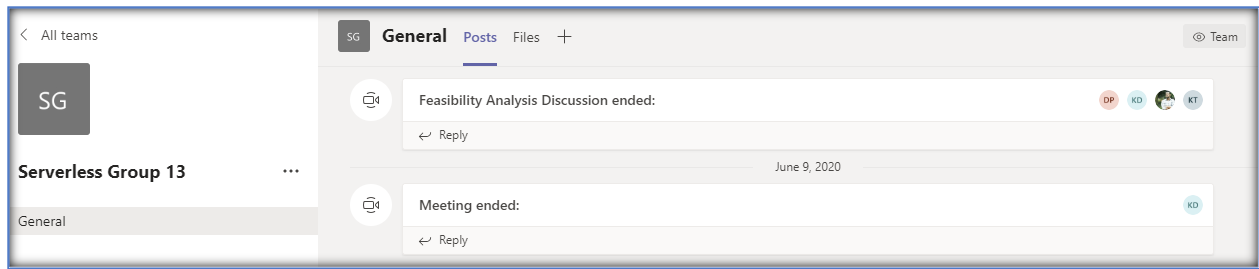 All teams
SG
Serverless Group 13
General
SG General Posts Files Team
Feasibility Analysis Discussion ended: DP KD KT
Reply
June 9, 2020
Meeting ended: KD
Reply